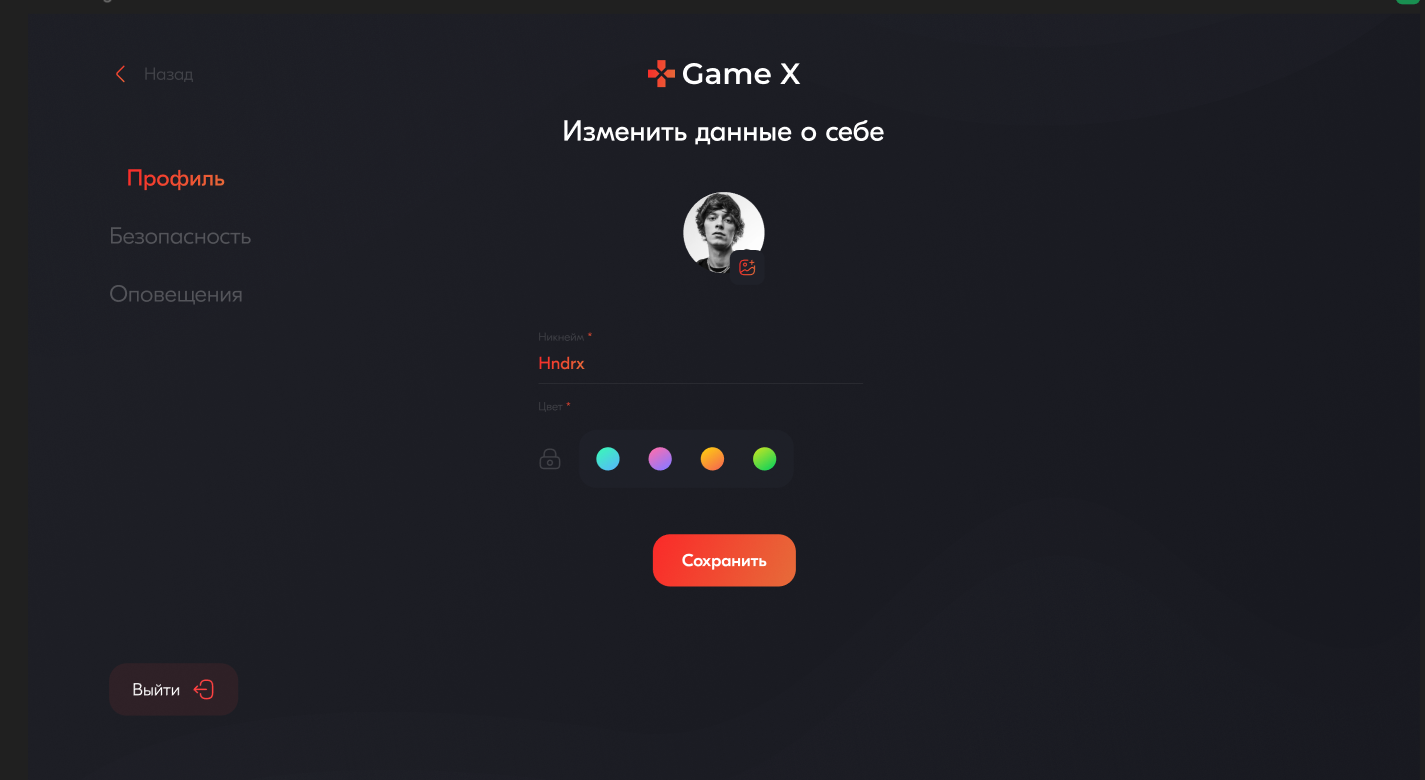 Назад
Game X
Изменить данные о себе
Профиль
Безопасность
Оповещения
Никнейм *
Hndrx
Цвет *
Сохранить
Выйти